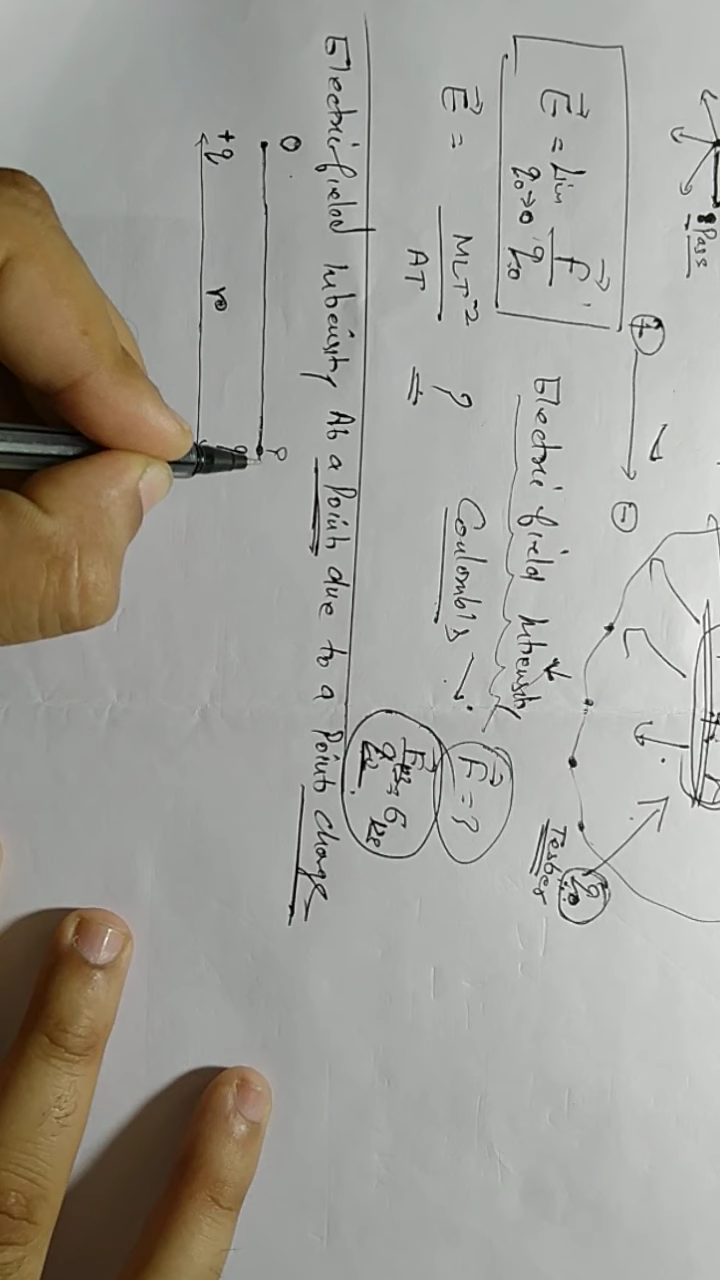 Pass
+ → -
q₀
Tester
Electric field Intensity
E⃗ = Lim q₀→0 F⃗ / q₀
F⃗ = ?
E⃗ = MLT⁻² / AT = ?
Coulomb's
Electric field Intensity At a Point due to a Point charge
O P
+q r